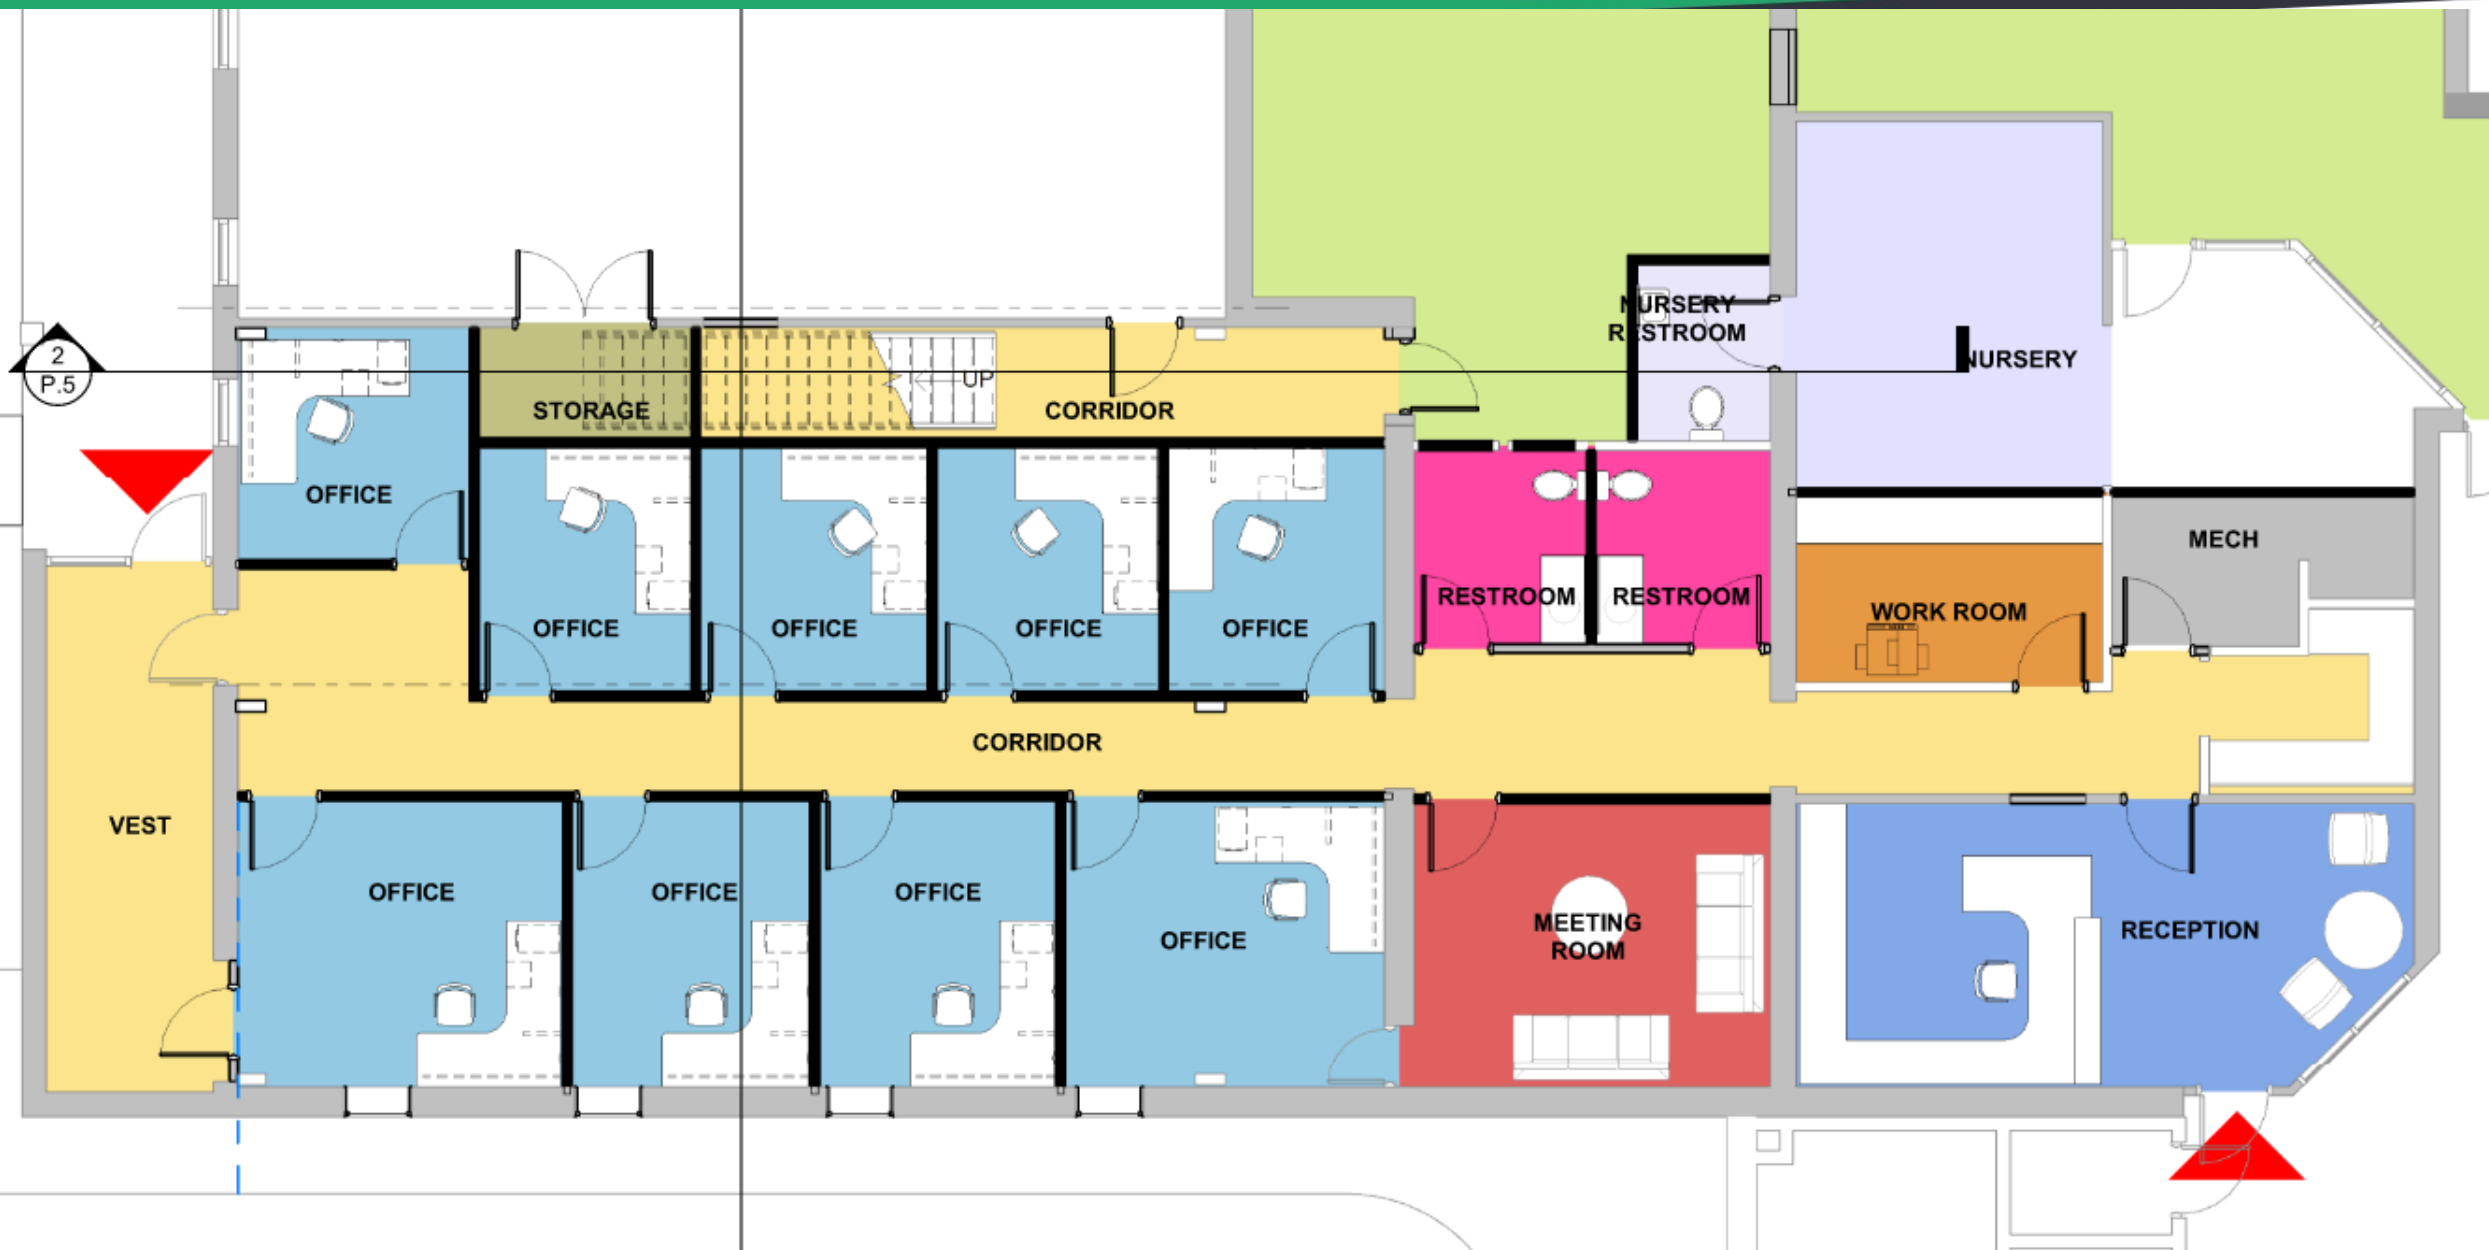 NURSERY
RESTROOM
NURSERY
2
P.5
UP
STORAGE
CORRIDOR
OFFICE
MECH
OFFICE
OFFICE
OFFICE
OFFICE
RESTROOM
RESTROOM
WORK ROOM
CORRIDOR
VEST
OFFICE
OFFICE
OFFICE
OFFICE
MEETING
ROOM
RECEPTION